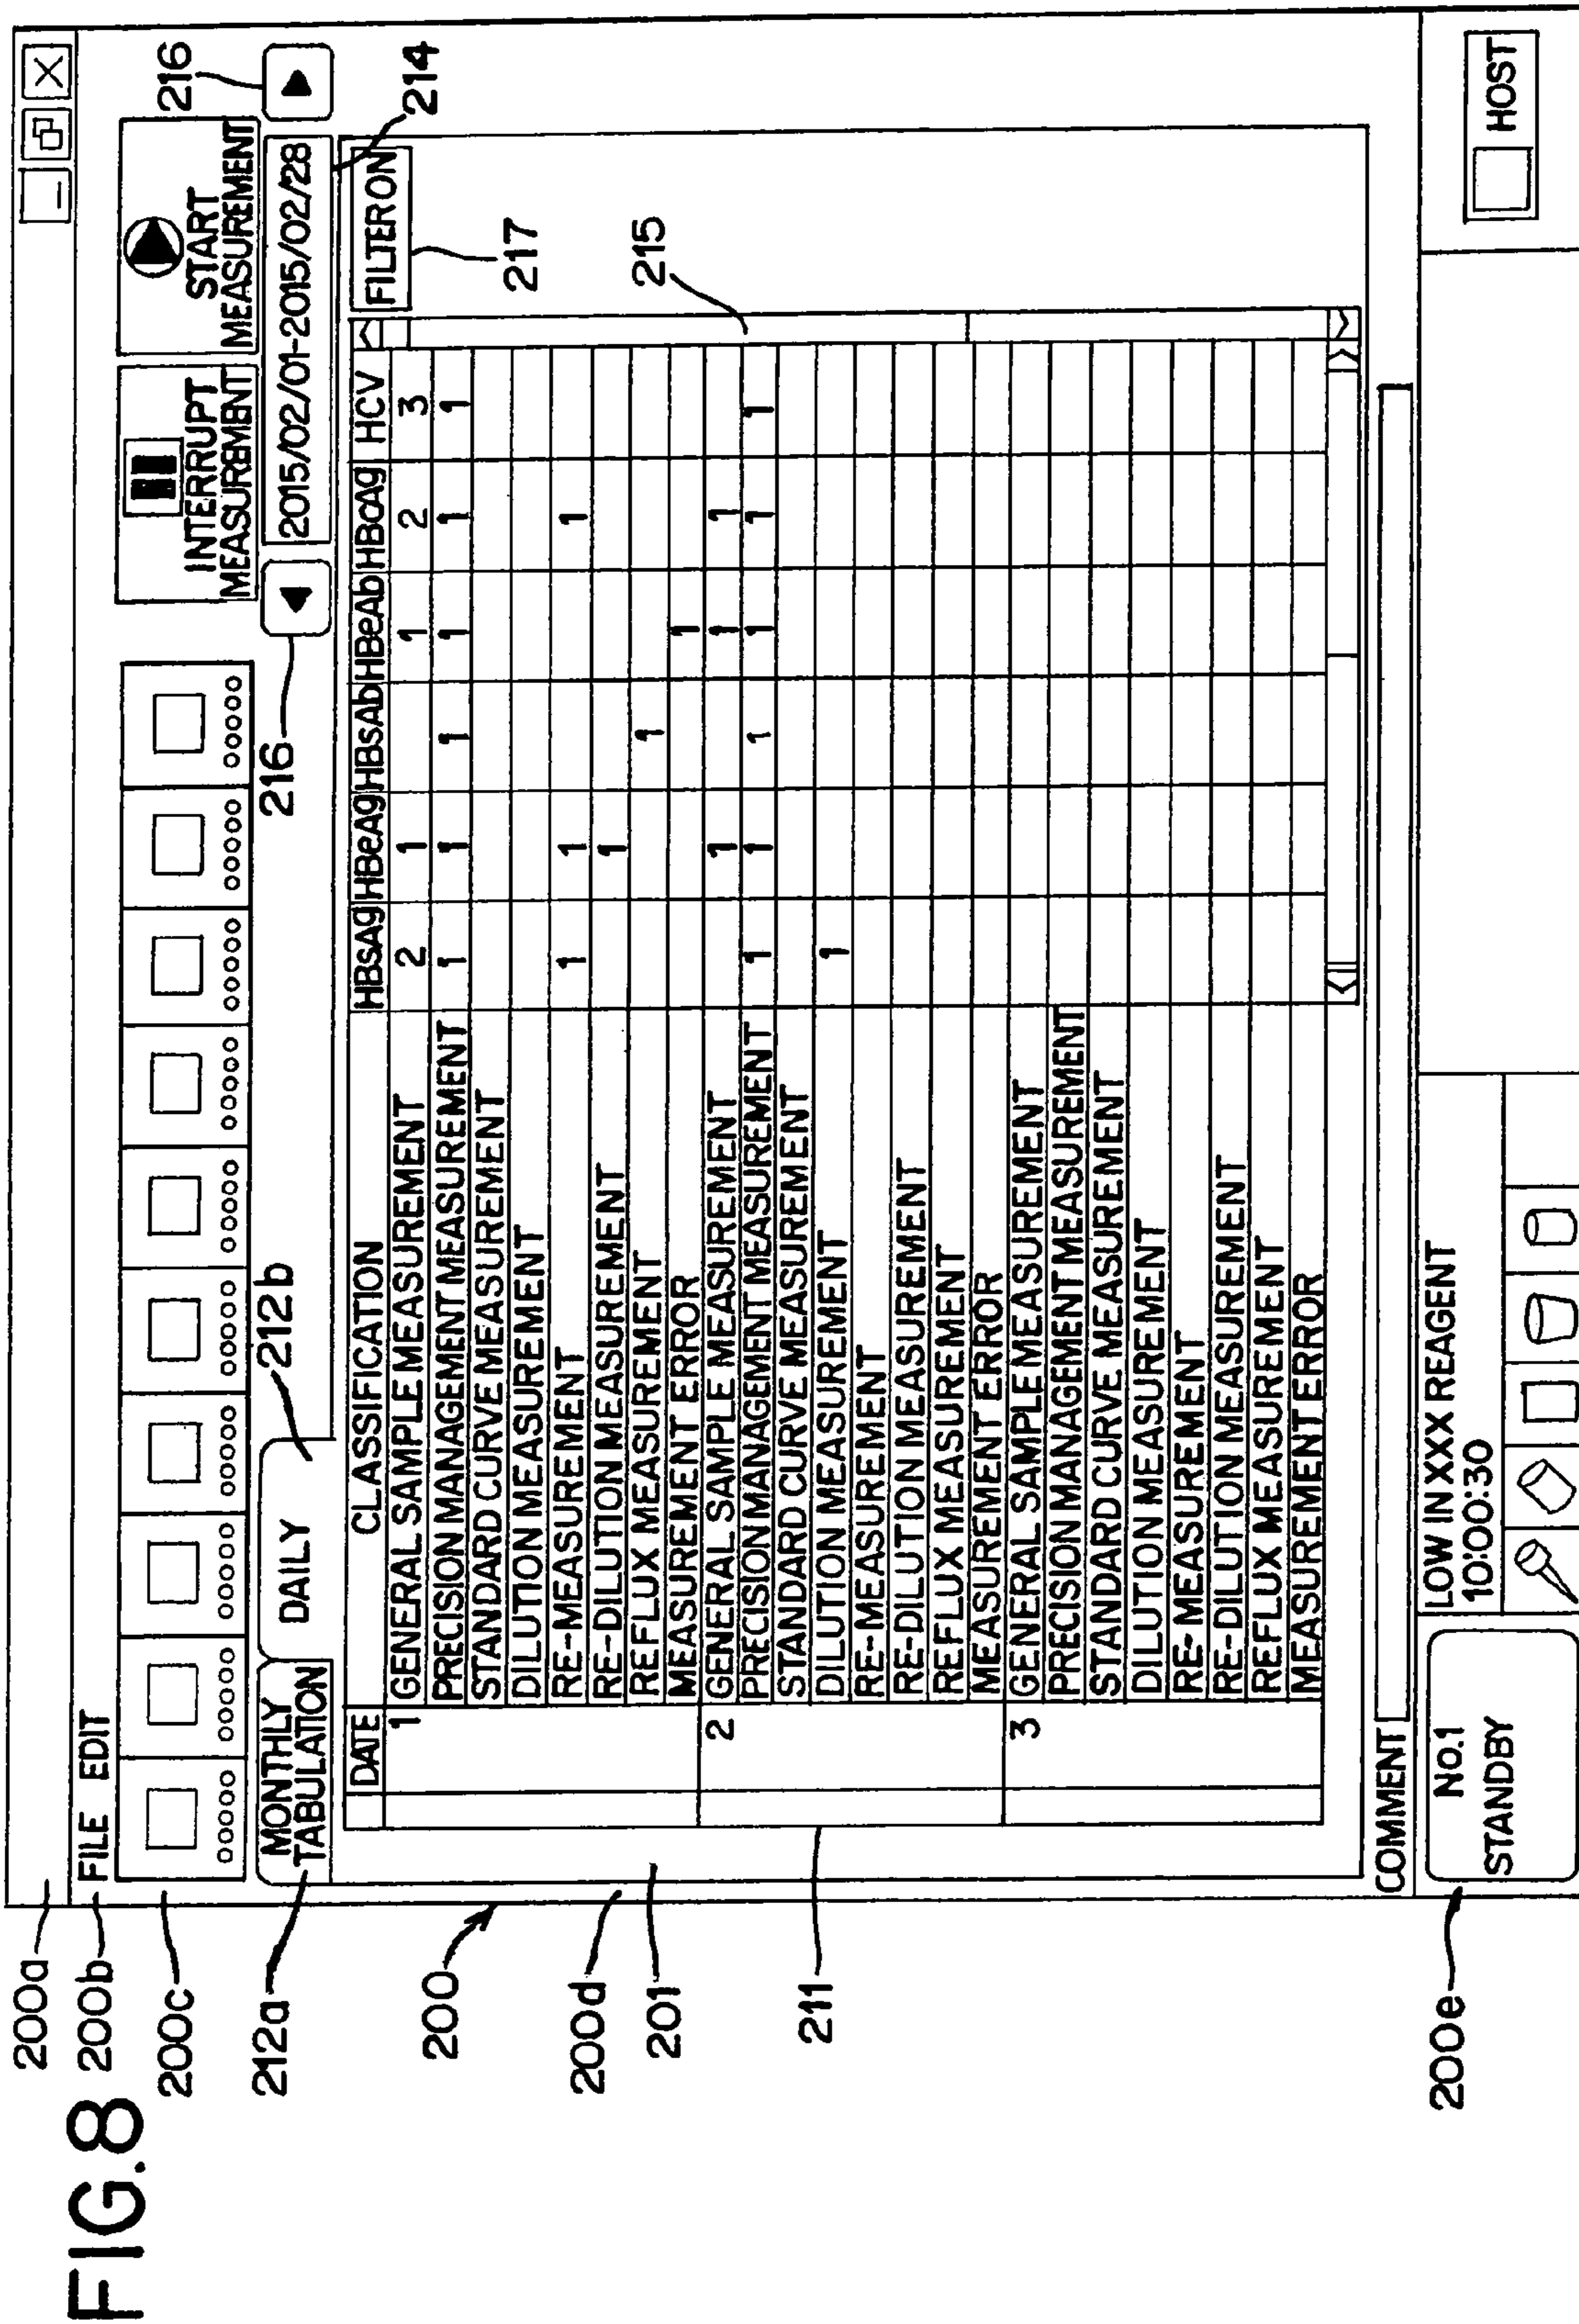 FIG.8
200a
200b
FILE EDIT
200c
INTERRUPT
MEASUREMENT
START
MEASUREMENT
216
212a
MONTHLY
TABULATION
DAILY
212b
216
2015/02/01-2015/02/28
214
DATE CLASSIFICATION HBsAg HBeAg HBsAb HBeAb HBcAg HCV
FILTER ON
217
1 GENERAL SAMPLE MEASUREMENT 2 1 1 2 3
PRECISION MANAGEMENT MEASUREMENT 1 1 1 1 1 1
STANDARD CURVE MEASUREMENT
DILUTION MEASUREMENT
RE-MEASUREMENT 1 1 1
RE-DILUTION MEASUREMENT 1
REFLUX MEASUREMENT 1
MEASUREMENT ERROR 1
2 GENERAL SAMPLE MEASUREMENT 1 1 1
PRECISION MANAGEMENT MEASUREMENT 1 1 1 1 1 1
STANDARD CURVE MEASUREMENT
DILUTION MEASUREMENT 1
RE-MEASUREMENT
RE-DILUTION MEASUREMENT
REFLUX MEASUREMENT
MEASUREMENT ERROR
3 GENERAL SAMPLE MEASUREMENT
PRECISION MANAGEMENT MEASUREMENT
STANDARD CURVE MEASUREMENT
DILUTION MEASUREMENT
RE-MEASUREMENT
RE-DILUTION MEASUREMENT
REFLUX MEASUREMENT
MEASUREMENT ERROR
200
200d
201
211
215
COMMENT
200e
NO.1
STANDBY
LOW IN XXX REAGENT
10:00:30
HOST